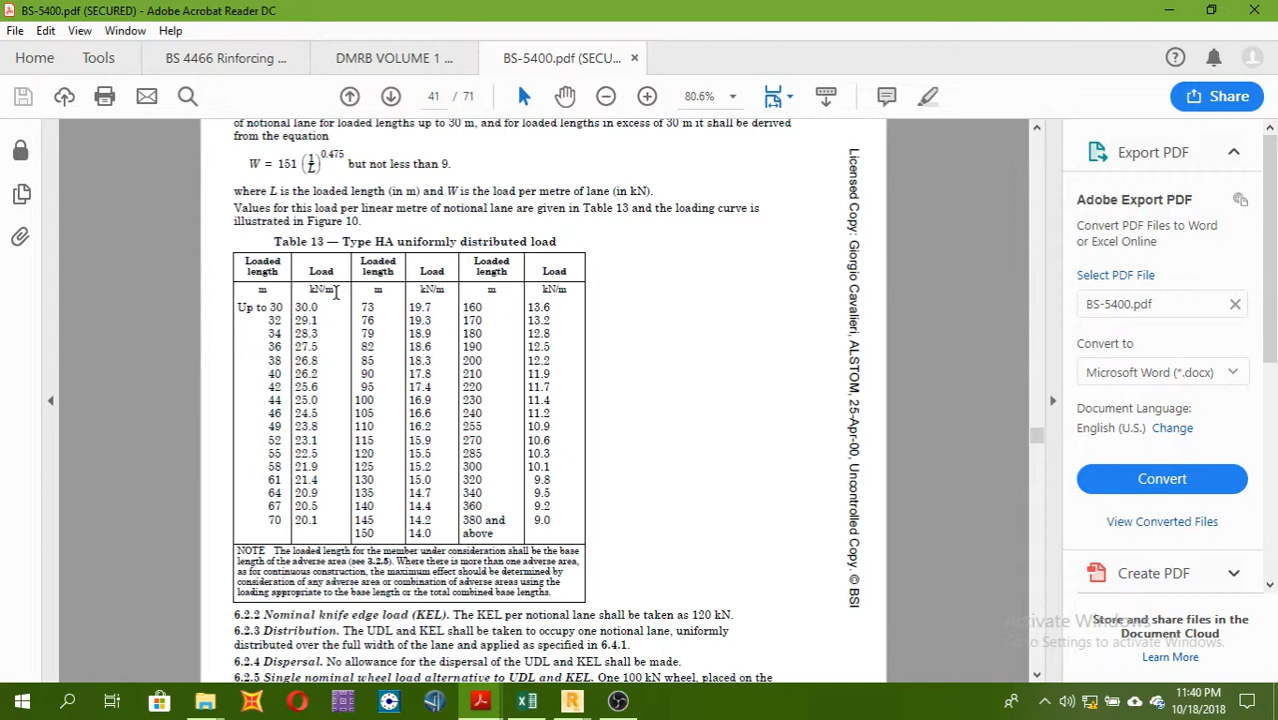 BS-5400.pdf (SECURED) - Adobe Acrobat Reader DC
File Edit View Window Help
Home Tools BS 4466 Rinforcing ... DMRB VOLUME 1 ... BS-5400.pdf (SECU...
41 / 71 80.6% Share
of notional lane for loaded lengths up to 30 m, and for loaded lengths in excess of 30 m it shall be derived
from the equation
W = 151 (1/L)^0.475 but not less than 9.
where L is the loaded length (in m) and W is the load per metre of lane (in kN).
Values for this load per linear metre of notional lane are given in Table 13 and the loading curve is
illustrated in Figure 10.
Table 13 — Type HA uniformly distributed load
Loaded length Load Loaded length Load Loaded length Load
m kN/m m kN/m m kN/m
Up to 30 30.0 73 19.7 160 13.6
32 29.1 76 19.3 170 13.2
34 28.3 79 18.9 180 12.8
36 27.5 82 18.6 190 12.5
38 26.8 85 18.3 200 12.2
40 26.2 90 17.8 210 11.9
42 25.6 95 17.4 220 11.7
44 25.0 100 16.9 230 11.4
46 24.5 105 16.6 240 11.2
49 23.8 110 16.2 255 10.9
52 23.1 115 15.9 270 10.6
55 22.5 120 15.5 285 10.3
58 21.9 125 15.2 300 10.1
61 21.4 130 15.0 320 9.8
64 20.9 135 14.7 340 9.5
67 20.5 140 14.4 360 9.2
70 20.1 145 14.2 380 and 9.0
150 14.0 above
NOTE The loaded length for the member under consideration shall be the base
length of the adverse area (see 3.2.5). Where there is more than one adverse area,
as for continuous construction, the maximum effect should be determined by
consideration of any adverse area or combination of adverse areas using the
loading appropriate to the base length or the total combined base lengths.
6.2.2 Nominal knife edge load (KEL). The KEL per notional lane shall be taken as 120 kN.
6.2.3 Distribution. The UDL and KEL shall be taken to occupy one notional lane, uniformly
distributed over the full width of the lane and applied as specified in 6.4.1.
6.2.4 Dispersal. No allowance for the dispersal of the UDL and KEL shall be made.
6.2.5 Single nominal wheel load alternative to UDL and KEL. One 100 kN wheel, placed on the
Licensed Copy: Giorgio Cavalieri, ALSTOM, 25-Apr-00, Uncontrolled Copy. © BSI
Export PDF
Adobe Export PDF
Convert PDF Files to Word
or Excel Online
Select PDF File
BS-5400.pdf
Convert to
Microsoft Word (*.docx)
Document Language:
English (U.S.) Change
Convert
View Converted Files
Create PDF
Activate Windows
Go to Settings to activate Windows.
Store and share files in the
Document Cloud
Learn More
11:40 PM
10/18/2018